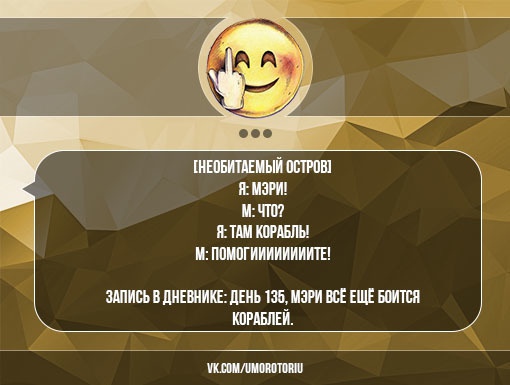 [НЕОБИТАЕМЫЙ ОСТРОВ]
Я: МЭРИ!
М: ЧТО?
Я: ТАМ КОРАБЛЬ!
М: ПОМОГИИИИИИИИТЕ!
ЗАПИСЬ В ДНЕВНИКЕ: ДЕНЬ 135, МЭРИ ВСЁ ЕЩЁ БОИТСЯ
КОРАБЛЕЙ.
VK.COM/UMOROTORIU